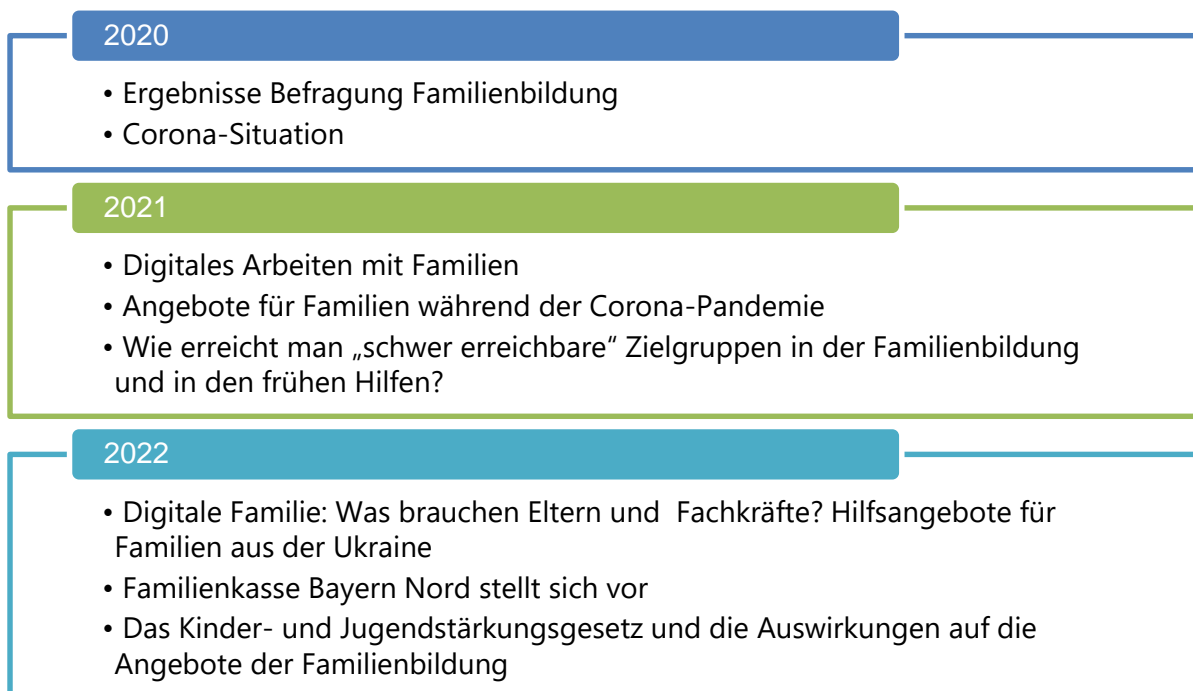 2020
• Ergebnisse Befragung Familienbildung
• Corona-Situation
2021
• Digitales Arbeiten mit Familien
• Angebote für Familien während der Corona-Pandemie
• Wie erreicht man „schwer erreichbare“ Zielgruppen in der Familienbildung
und in den frühen Hilfen?
2022
• Digitale Familie: Was brauchen Eltern und  Fachkräfte? Hilfsangebote für
Familien aus der Ukraine
• Familienkasse Bayern Nord stellt sich vor
• Das Kinder- und Jugendstärkungsgesetz und die Auswirkungen auf die
Angebote der Familienbildung